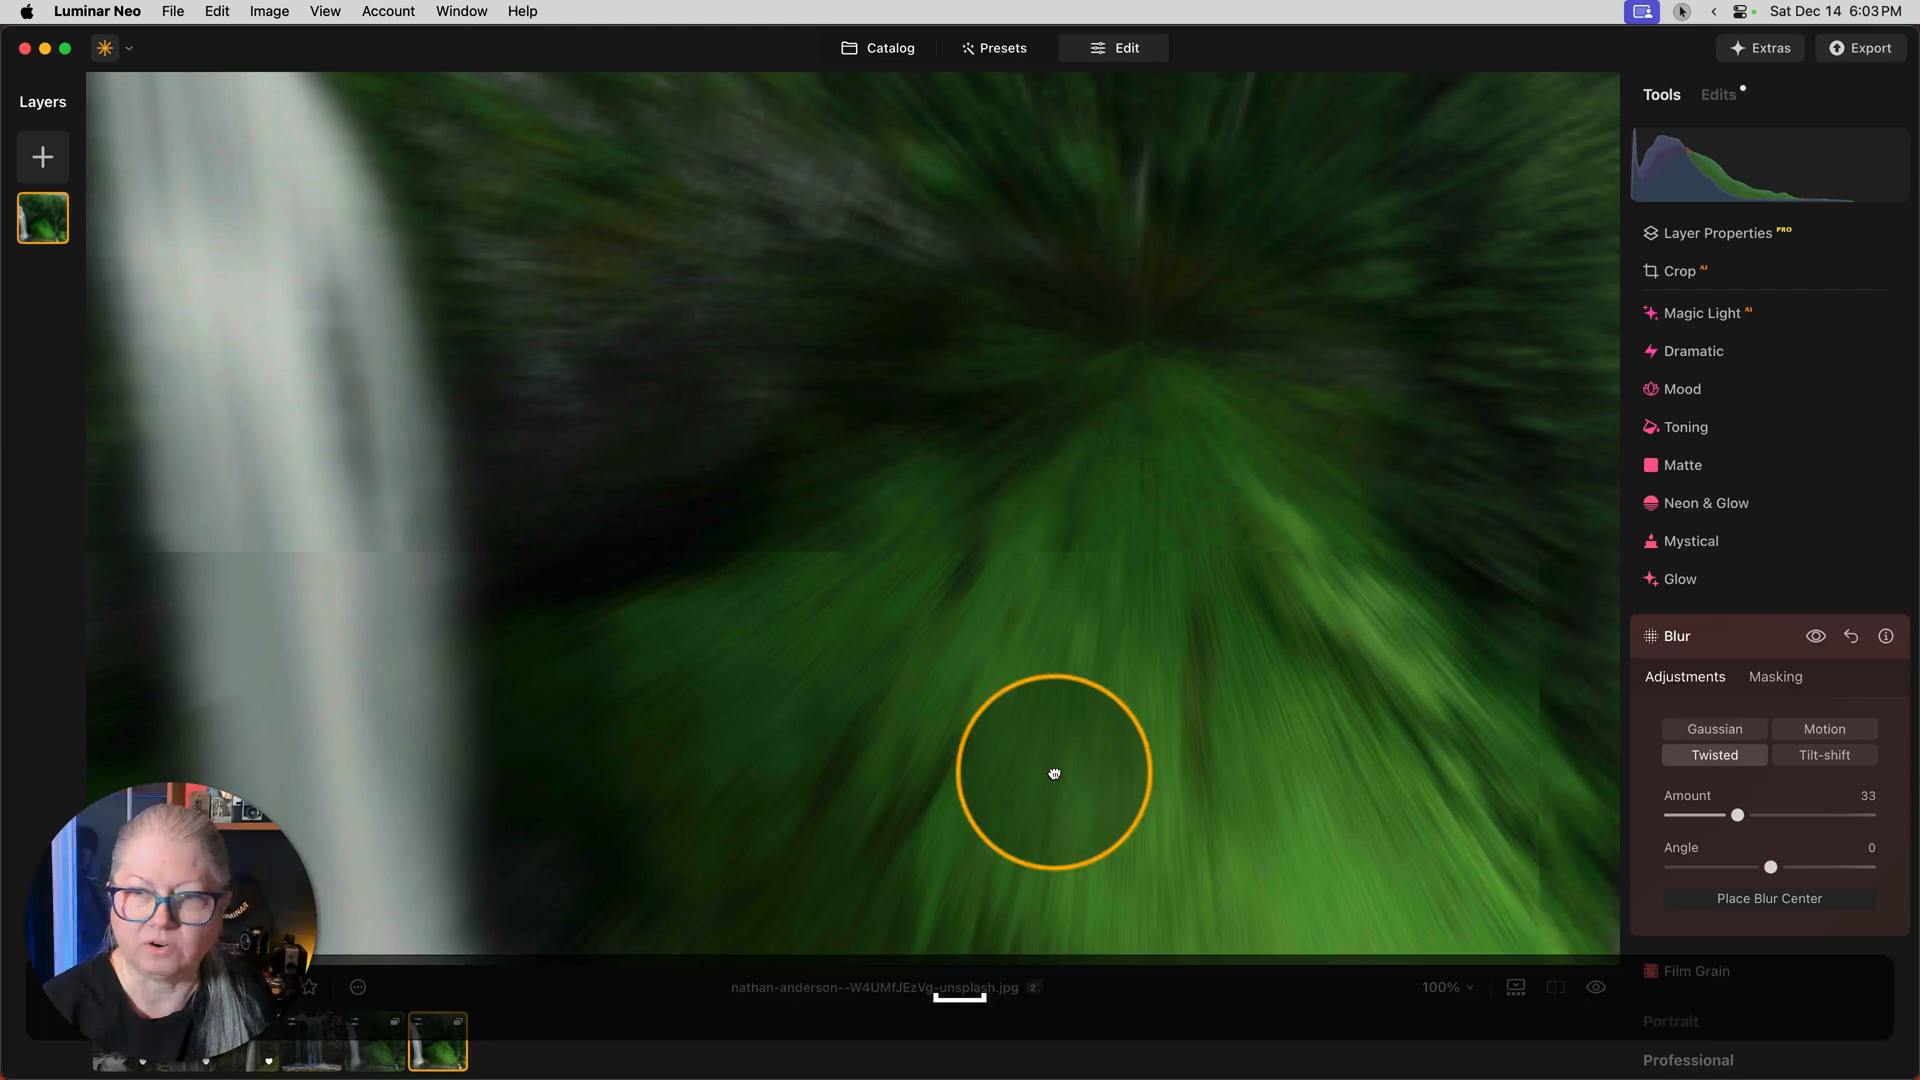 Luminar Neo File Edit Image View Account Window Help
Sat Dec 14 6:03 PM
Catalog Presets Edit
Extras Export
Layers
Tools Edits
Layer Properties PRO
Crop AI
Magic Light AI
Dramatic
Mood
Toning
Matte
Neon & Glow
Mystical
Glow
Blur
Adjustments Masking
Gaussian Motion
Twisted Tilt-shift
Amount 33
Angle 0
Place Blur Center
Film Grain
nathan-anderson--W4UMfJEzVg-unsplash.jpg 2
100%
Portrait
Professional